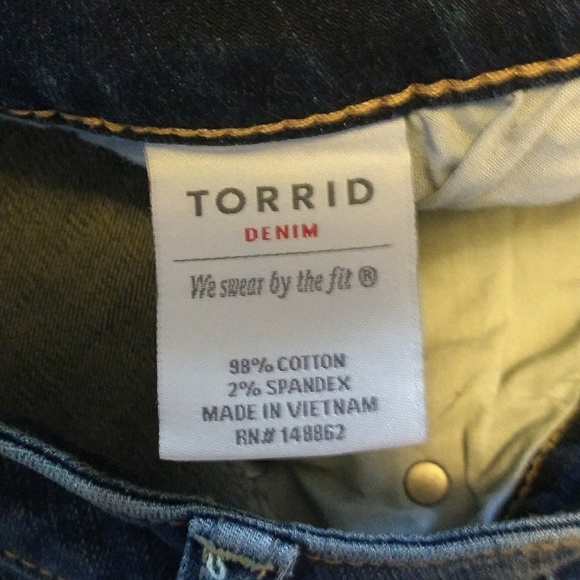 TORRID
DENIM
We swear by the fit ®
98% COTTON
2% SPANDEX
MADE IN VIETNAM
RN# 148862